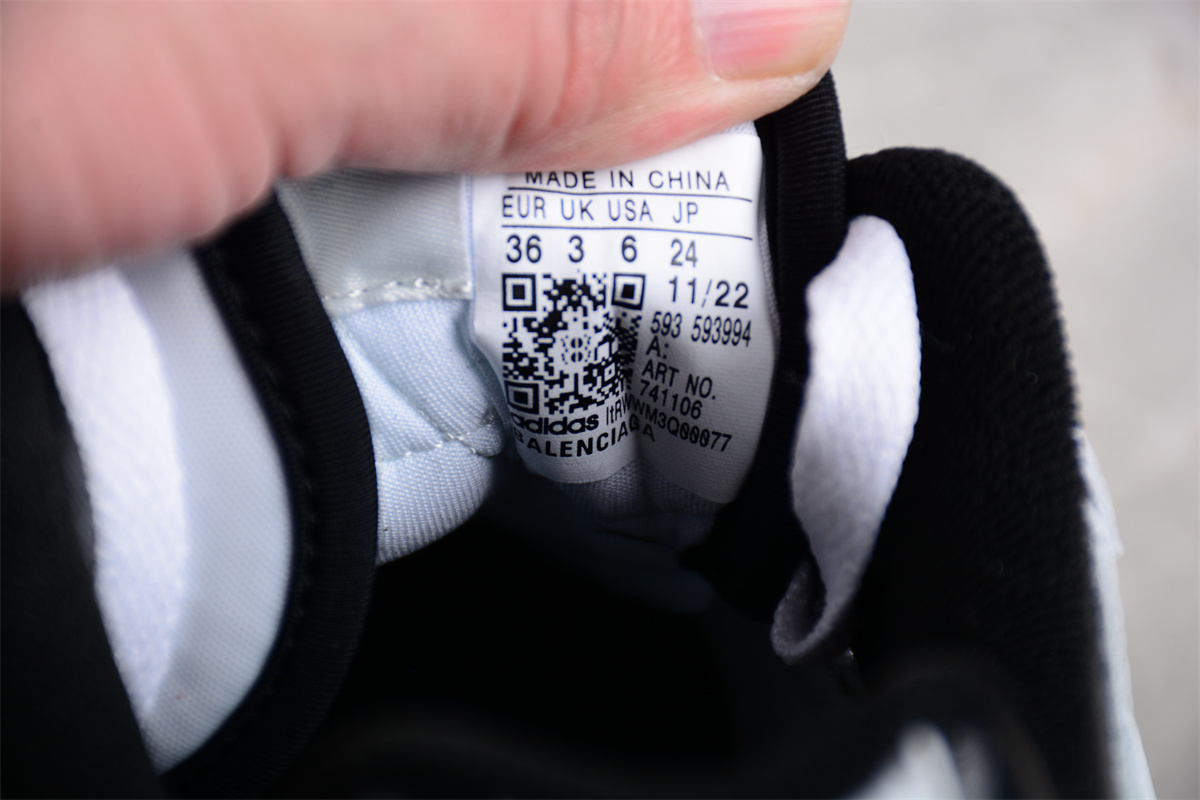 MADE IN CHINA
EUR UK USA JP
36 3 6 24
11/22
593 593994
A:
ART NO.
741106
adidas ltRWWM3Q00077
BALENCIAGA